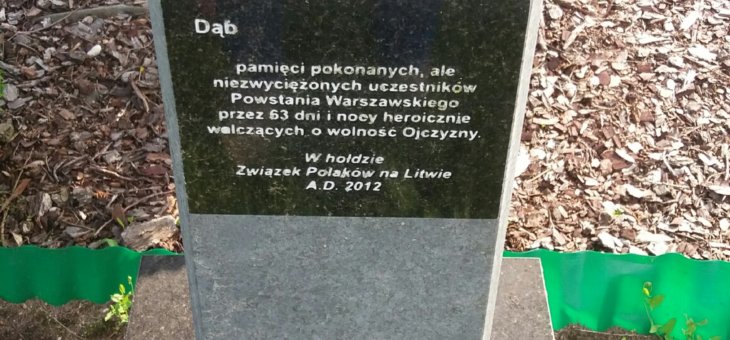 Dąb
pamięci pokonanych, ale
niezwyciężonych uczestników
Powstania Warszawskiego
przez 63 dni i nocy heroicznie
walczących o wolność Ojczyzny.
W hołdzie
Związek Polaków na Litwie
A.D. 2012